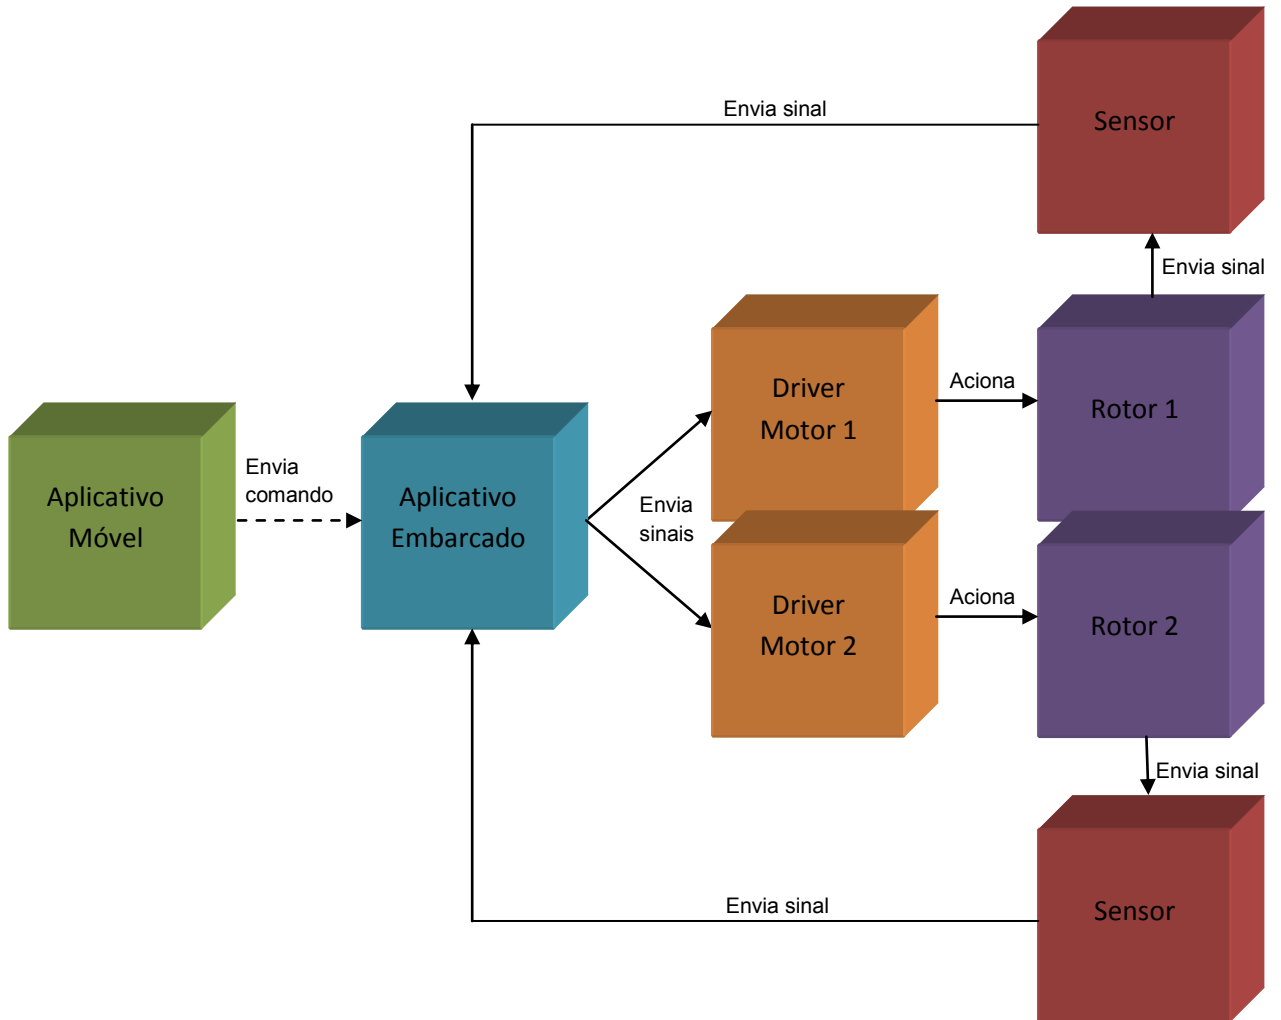 Envia sinal
Sensor
Envia sinal
Driver
Motor 1
Aciona
Rotor 1
Aplicativo
Móvel
Envia
comando
Aplicativo
Embarcado
Envia
sinais
Driver
Motor 2
Aciona
Rotor 2
Envia sinal
Envia sinal
Sensor